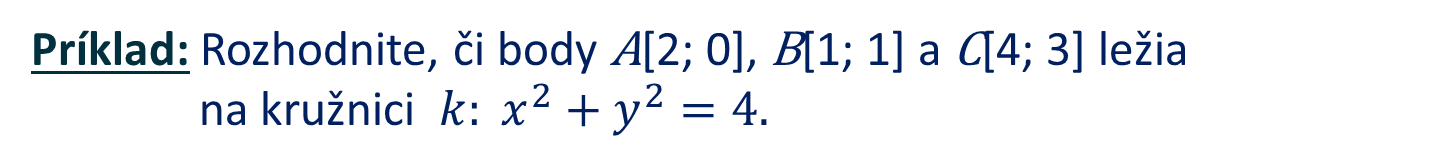 Príklad: Rozhodnite, či body A[2; 0], B[1; 1] a C[4; 3] ležia
na kružnici k: x² + y² = 4.